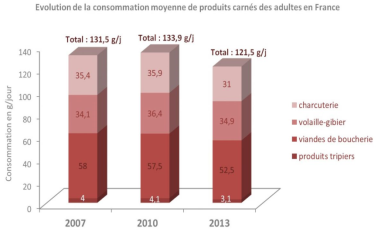 Evolution de la consommation moyenne de produits carnés des adultes en France
Total : 131,5 g/j
Total : 133,9 g/j
Total : 121,5 g/j
Consommation en g/jour
140
120
100
80
60
40
20
0
35,4
34,1
58
4
35,9
36,4
57,5
4,1
31
34,9
52,5
3,1
charcuterie
volaille-gibier
viandes de boucherie
produits tripiers
2007
2010
2013